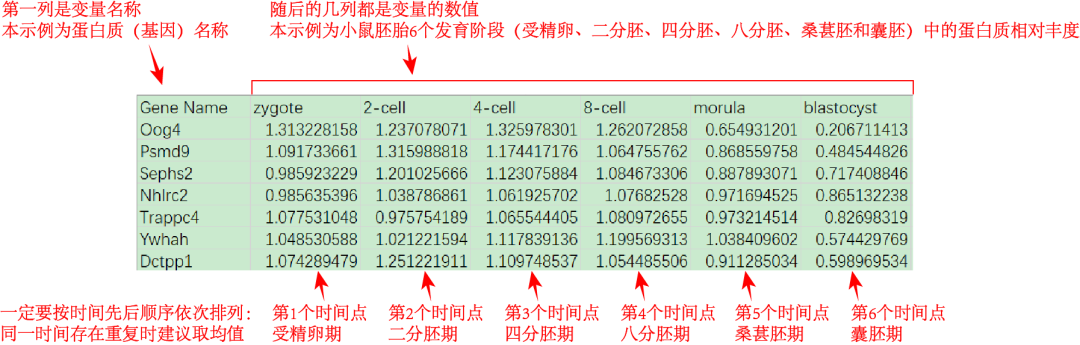 第一列是变量名称
本示例为蛋白质（基因）名称
随后的几列都是变量的数值
本示例为小鼠胚胎6个发育阶段（受精卵、二分胚、四分胚、八分胚、桑葚胚和囊胚）中的蛋白质相对丰度
Gene Name zygote 2-cell 4-cell 8-cell morula blastocyst
Oog4 1.313228158 1.237078071 1.325978301 1.262072858 0.654931201 0.206711413
Psmd9 1.091733661 1.315988818 1.174417176 1.064755762 0.868559758 0.484544826
Sephs2 0.985923229 1.201025666 1.123075884 1.084673306 0.887893071 0.717408846
Nhlrc2 0.985635396 1.038786861 1.061925702 1.07682528 0.971694525 0.865132238
Trappc4 1.077531048 0.975754189 1.065544405 1.080972655 0.973214514 0.82698319
Ywhah 1.048530588 1.021221594 1.117839136 1.199569313 1.038409602 0.574429769
Dctpp1 1.074289479 1.251221911 1.109748537 1.054485506 0.911285034 0.598969534
一定要按时间先后顺序依次排列:
同一时间存在重复时建议取均值
第1个时间点
受精卵期
第2个时间点
二分胚期
第3个时间点
四分胚期
第4个时间点
八分胚期
第5个时间点
桑葚胚期
第6个时间点
囊胚期